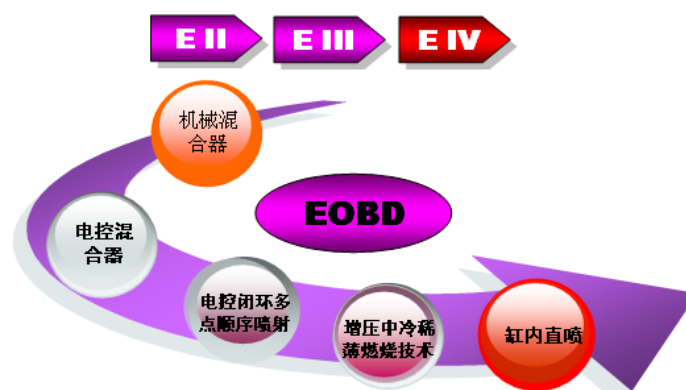 E II E III E IV
机械混
合器
EOBD
电控混
合器
电控闭环多
点顺序喷射
增压中冷稀
薄燃烧技术
缸内直喷